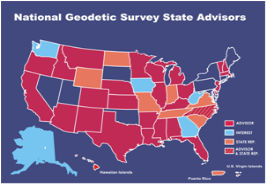 National Geodetic Survey State Advisors
ADVISOR
INTEREST
STATE REP.
ADVISOR
& STATE REP.
U.S. Virgin Islands
Hawaiian Islands
Puerto Rico